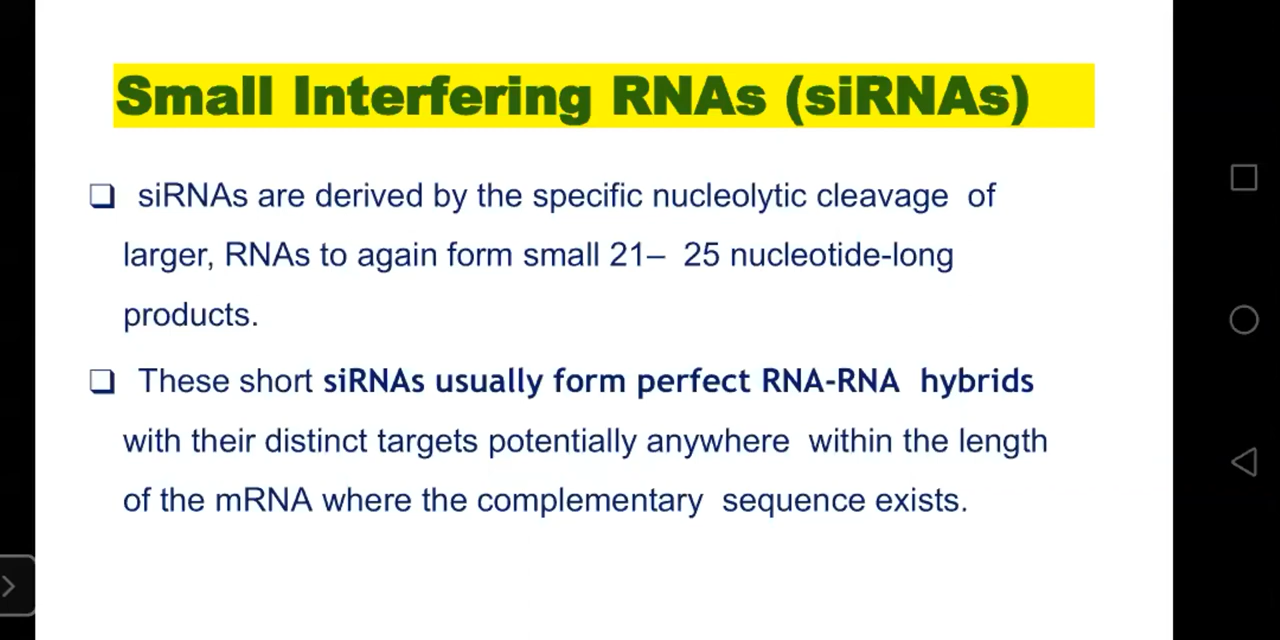 Small Interfering RNAs (siRNAs)
❑ siRNAs are derived by the specific nucleolytic cleavage of
larger, RNAs to again form small 21– 25 nucleotide-long
products.
❑ These short siRNAs usually form perfect RNA-RNA hybrids
with their distinct targets potentially anywhere within the length
of the mRNA where the complementary sequence exists.